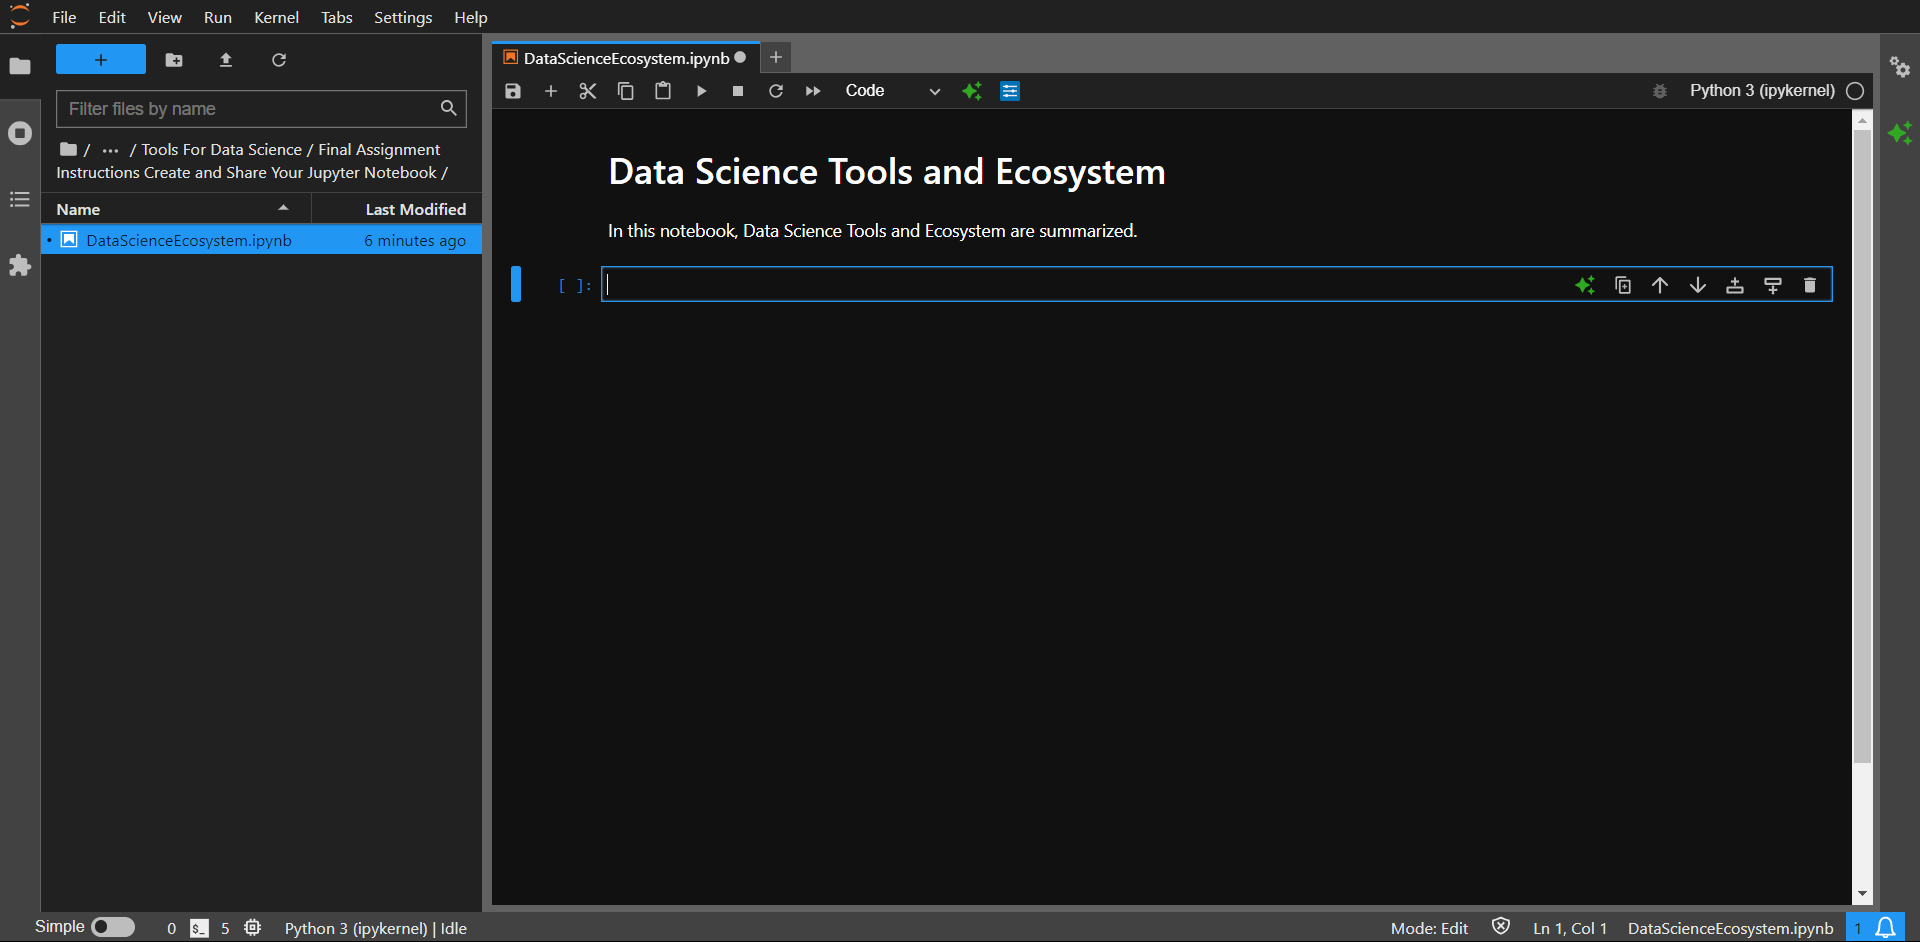 File Edit View Run Kernel Tabs Settings Help
Filter files by name
/ ··· / Tools For Data Science / Final Assignment
Instructions Create and Share Your Jupyter Notebook /
Name Last Modified
• DataScienceEcosystem.ipynb 6 minutes ago
DataScienceEcosystem.ipynb
Code
Python 3 (ipykernel)
Data Science Tools and Ecosystem
In this notebook, Data Science Tools and Ecosystem are summarized.
[ ]:
Simple 0 $_ 5 Python 3 (ipykernel) | Idle
Mode: Edit Ln 1, Col 1 DataScienceEcosystem.ipynb 1